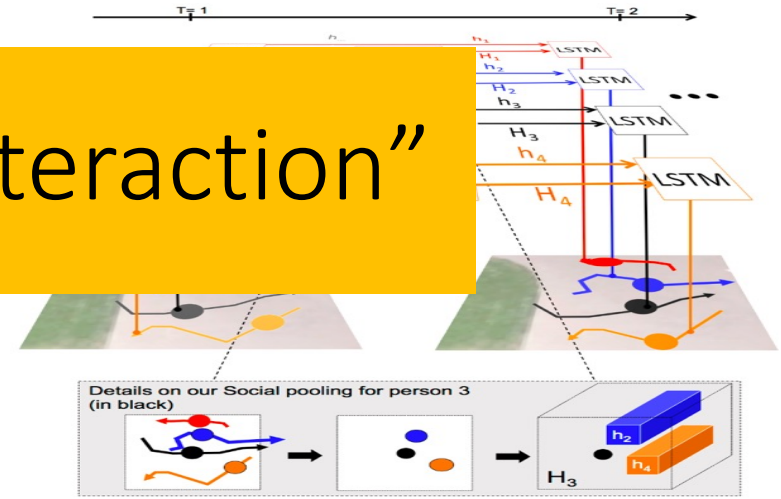 T= 1
T= 2
h₁
LSTM
H₁
h₂
LSTM
H₂
h₃
LSTM
H₃
teraction”
h₄
LSTM
H₄
Details on our Social pooling for person 3
(in black)
h₂
h₄
H₃